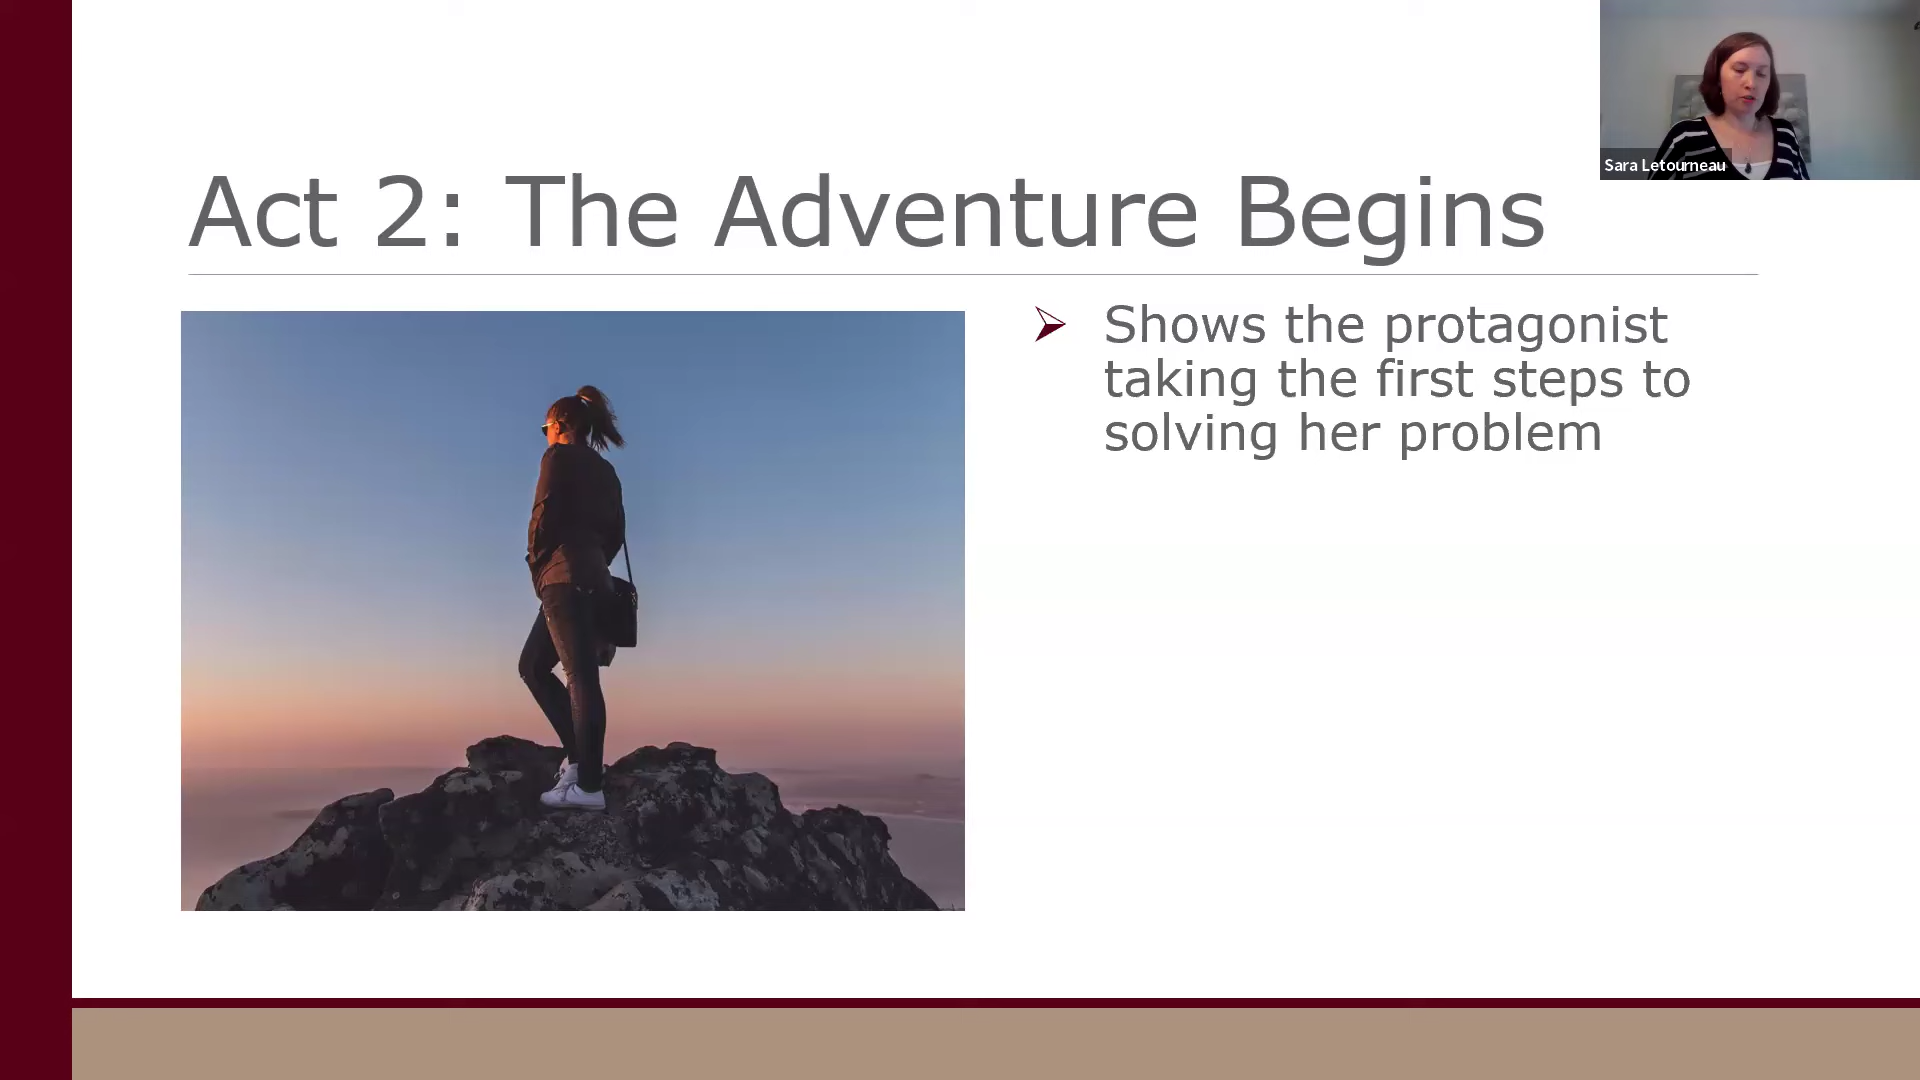 Sara Letourneau
Act 2: The Adventure Begins
Shows the protagonist
taking the first steps to
solving her problem